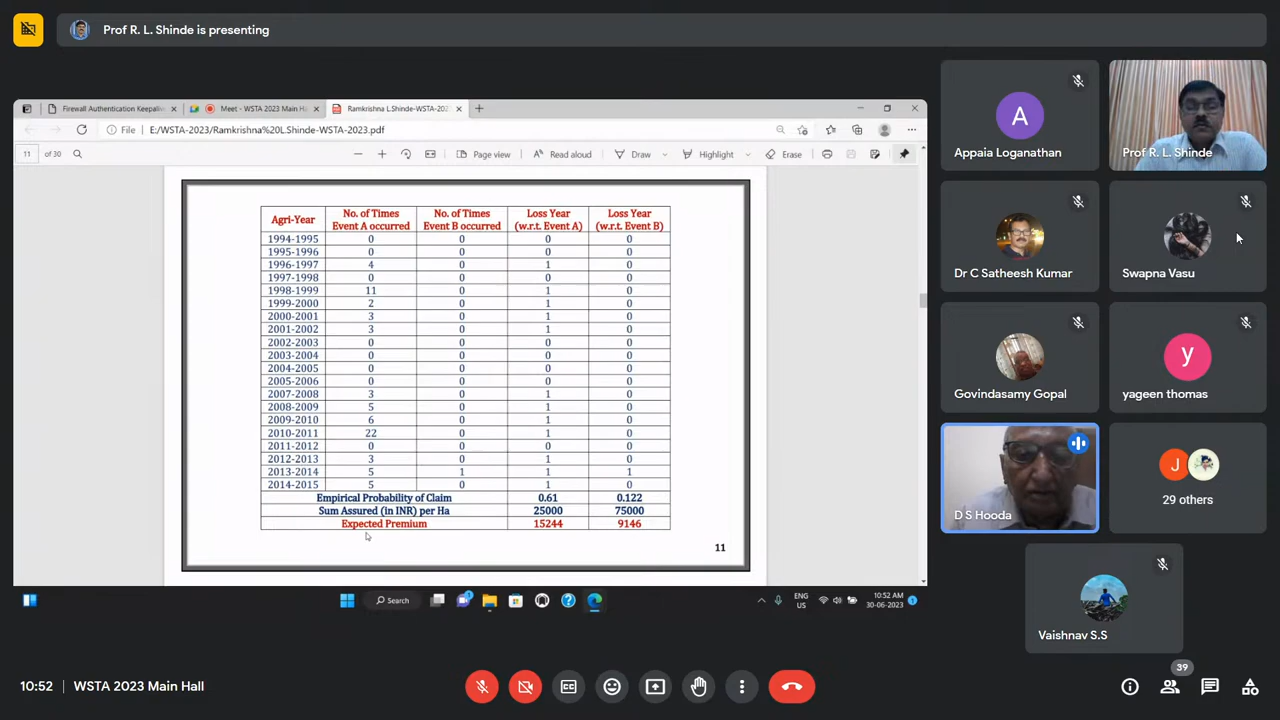 Prof R. L. Shinde is presenting
Firewall Authentication Keepaliv
Meet - WSTA 2023 Main H
Ramkrishna L.Shinde-WSTA-202
File E:/WSTA-2023/Ramkrishna%20L.Shinde-WSTA-2023.pdf
11 of 30 Page view Read aloud Draw Highlight Erase
Agri-Year No. of Times Event A occurred No. of Times Event B occurred Loss Year (w.r.t. Event A) Loss Year (w.r.t. Event B)
1994-1995 0 0 0 0
1995-1996 0 0 0 0
1996-1997 4 0 1 0
1997-1998 0 0 0 0
1998-1999 11 0 1 0
1999-2000 2 0 1 0
2000-2001 3 0 1 0
2001-2002 3 0 1 0
2002-2003 0 0 0 0
2003-2004 0 0 0 0
2004-2005 0 0 0 0
2005-2006 0 0 0 0
2007-2008 3 0 1 0
2008-2009 5 0 1 0
2009-2010 6 0 1 0
2010-2011 22 0 1 0
2011-2012 0 0 0 0
2012-2013 3 0 1 0
2013-2014 5 1 1 1
2014-2015 5 0 1 0
Empirical Probability of Claim 0.61 0.122
Sum Assured (in INR) per Ha 25000 75000
Expected Premium 15244 9146
11
Search
ENG
US
10:52 AM
30-06-2023
A
Appaia Loganathan
Prof R. L. Shinde
Dr C Satheesh Kumar
Swapna Vasu
Govindasamy Gopal
y
yageen thomas
D S Hooda
J
29 others
Vaishnav S.S
10:52 | WSTA 2023 Main Hall
39